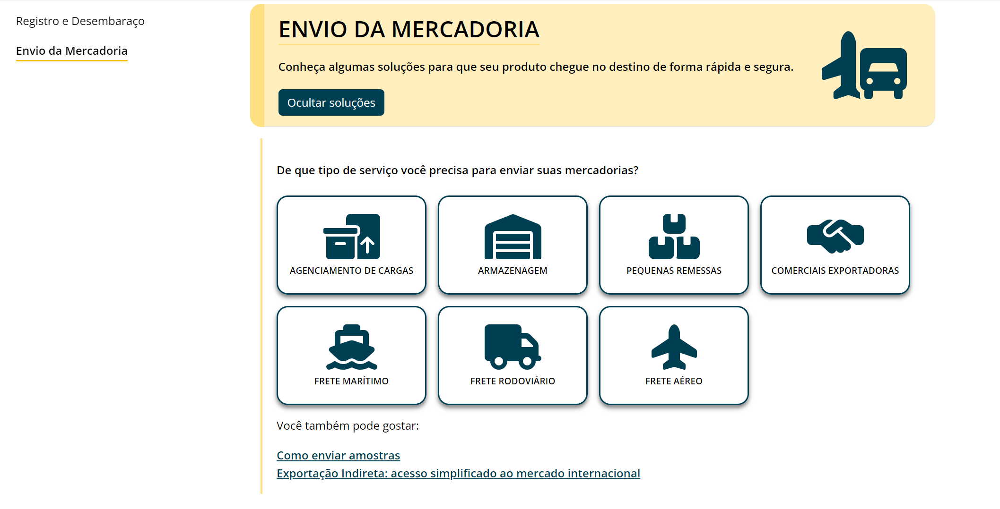 Registro e Desembaraço
Envio da Mercadoria
ENVIO DA MERCADORIA
Conheça algumas soluções para que seu produto chegue no destino de forma rápida e segura.
Ocultar soluções
De que tipo de serviço você precisa para enviar suas mercadorias?
AGENCIAMENTO DE CARGAS
ARMAZENAGEM
PEQUENAS REMESSAS
COMERCIAIS EXPORTADORAS
FRETE MARÍTIMO
FRETE RODOVIÁRIO
FRETE AÉREO
Você também pode gostar:
Como enviar amostras
Exportação Indireta: acesso simplificado ao mercado internacional